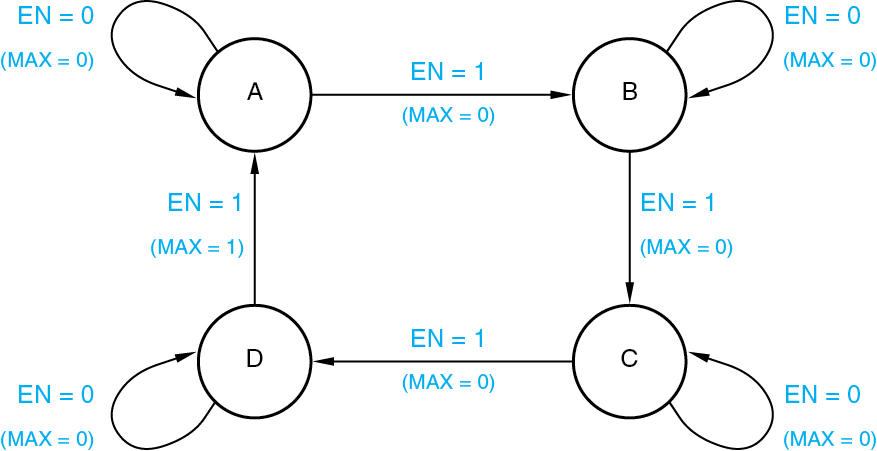 EN = 0
(MAX = 0)
A
EN = 1
(MAX = 0)
B
EN = 0
(MAX = 0)
EN = 1
(MAX = 1)
EN = 1
(MAX = 0)
EN = 0
(MAX = 0)
D
EN = 1
(MAX = 0)
C
EN = 0
(MAX = 0)